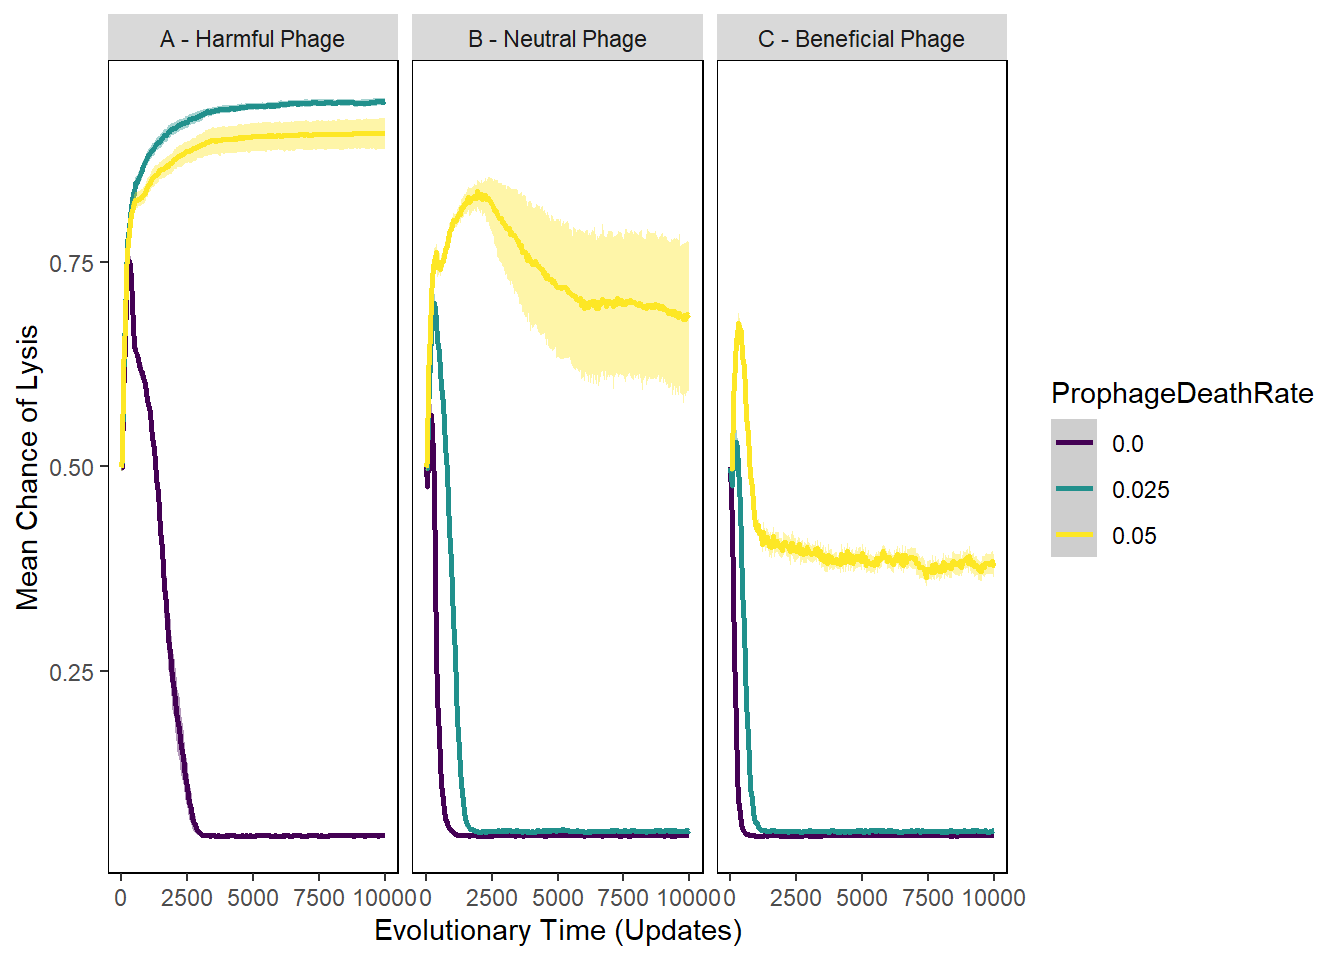 A - Harmful Phage
B - Neutral Phage
C - Beneficial Phage
Mean Chance of Lysis
0.75
0.50
0.25
0 2500 5000 7500 10000
0 2500 5000 7500 10000
0 2500 5000 7500 10000
Evolutionary Time (Updates)
ProphageDeathRate
0.0
0.025
0.05